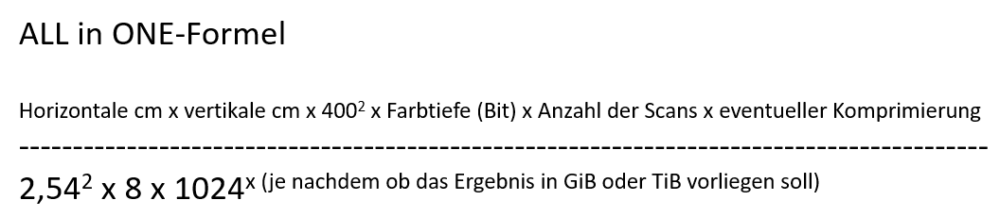 ALL in ONE-Formel
Horizontale cm x vertikale cm x 400² x Farbtiefe (Bit) x Anzahl der Scans x eventueller Komprimierung
------------------------------------------------------------------------------------------
2,54² x 8 x 1024ˣ (je nachdem ob das Ergebnis in GiB oder TiB vorliegen soll)